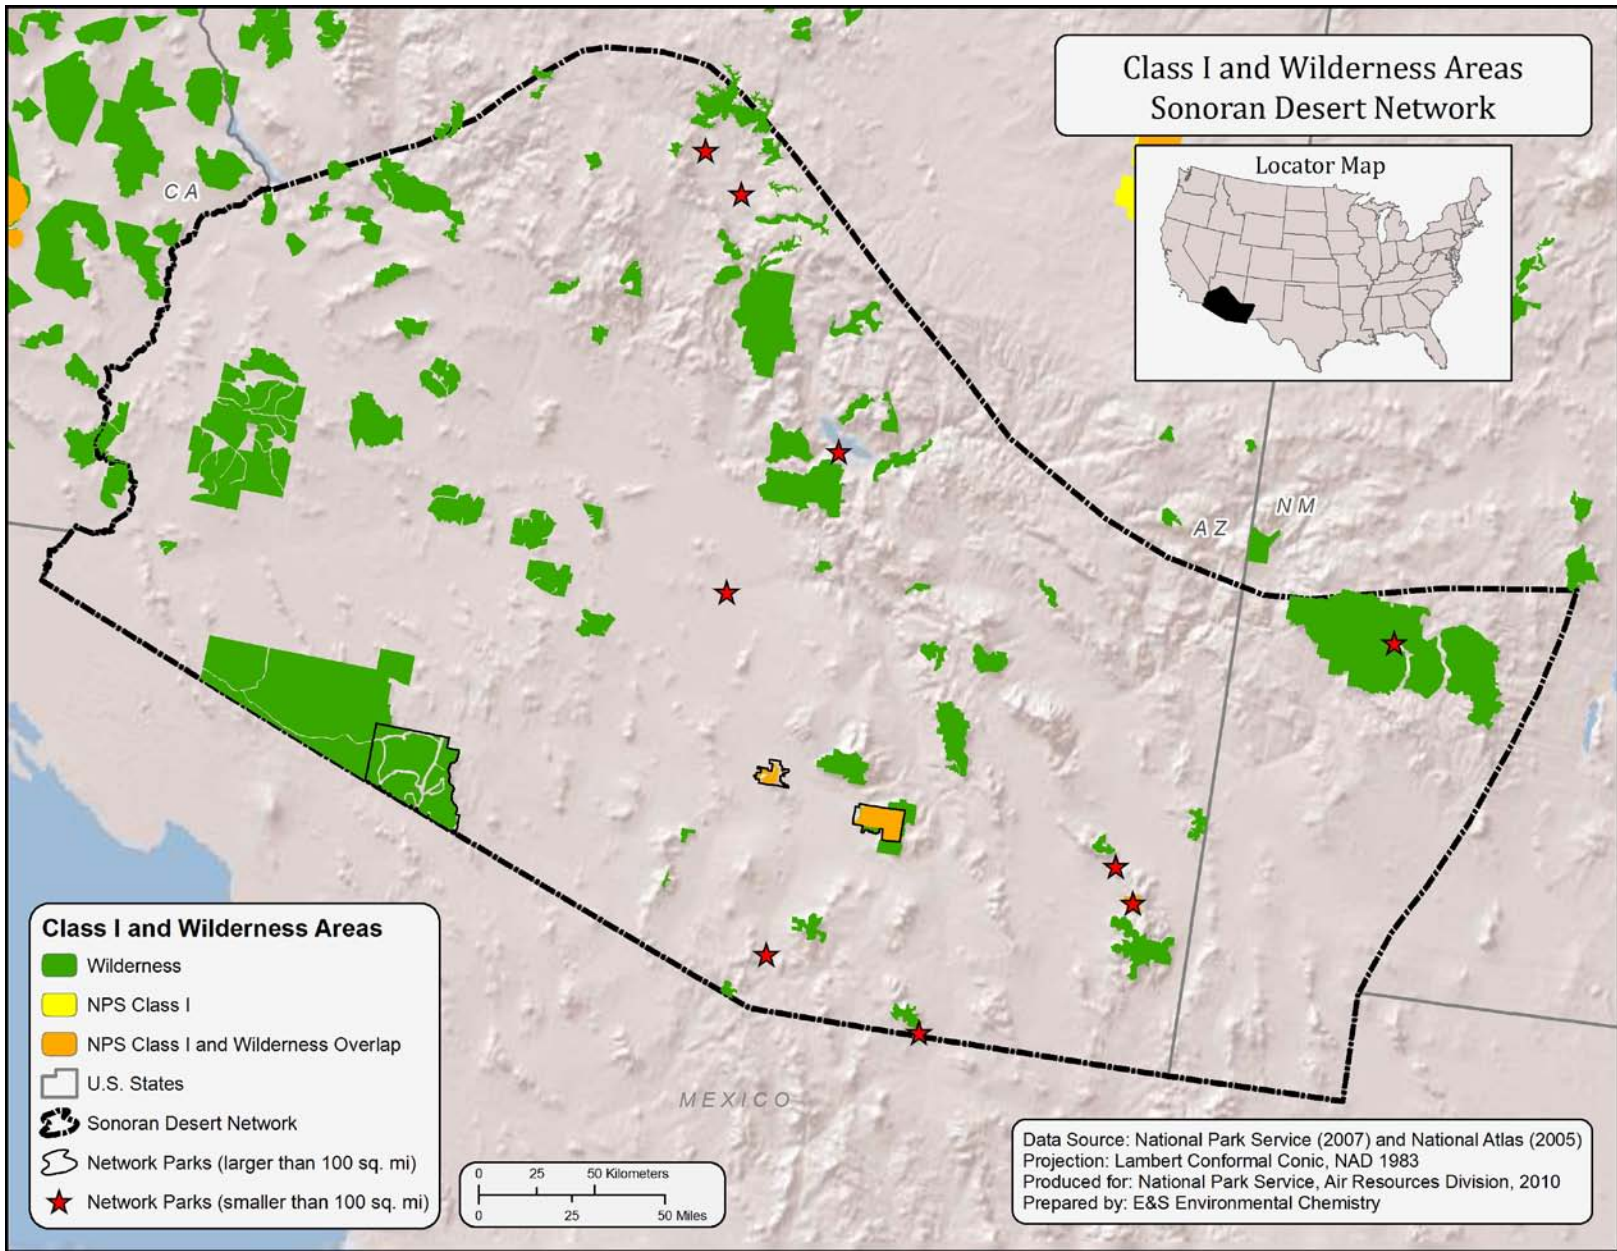 Class I and Wilderness Areas
Sonoran Desert Network
Locator Map
CA
AZ
NM
MEXICO
Class I and Wilderness Areas
Wilderness
NPS Class I
NPS Class I and Wilderness Overlap
U.S. States
Sonoran Desert Network
Network Parks (larger than 100 sq. mi)
Network Parks (smaller than 100 sq. mi)
0 25 50 Kilometers
0 25 50 Miles
Data Source: National Park Service (2007) and National Atlas (2005)
Projection: Lambert Conformal Conic, NAD 1983
Produced for: National Park Service, Air Resources Division, 2010
Prepared by: E&S Environmental Chemistry